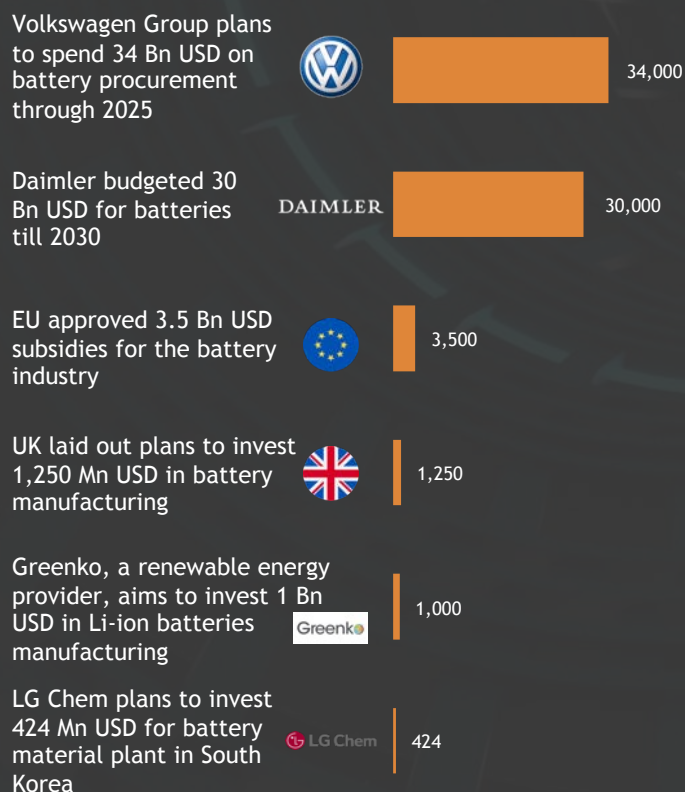 Volkswagen Group plans
to spend 34 Bn USD on
battery procurement
through 2025
34,000
Daimler budgeted 30
Bn USD for batteries
till 2030
DAIMLER
30,000
EU approved 3.5 Bn USD
subsidies for the battery
industry
3,500
UK laid out plans to invest
1,250 Mn USD in battery
manufacturing
1,250
Greenko, a renewable energy
provider, aims to invest 1 Bn
USD in Li-ion batteries
manufacturing
Greenko
1,000
LG Chem plans to invest
424 Mn USD for battery
material plant in South
Korea
LG Chem
424